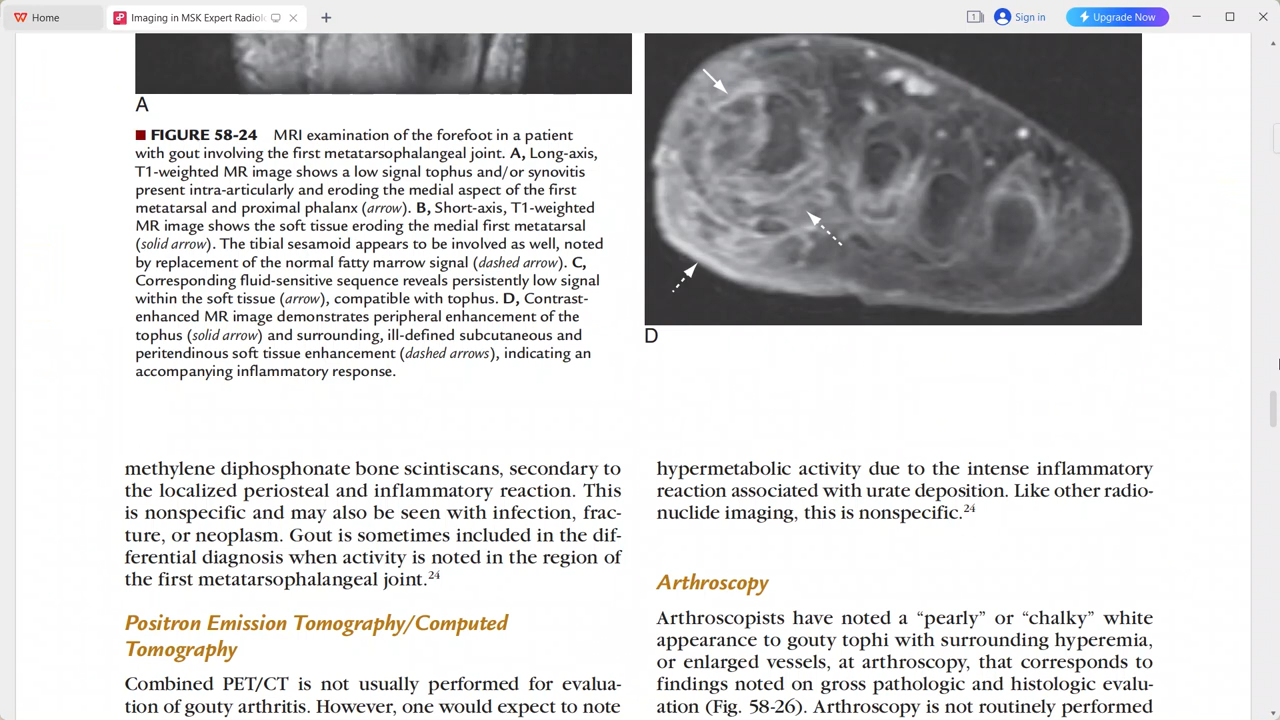 Home
Imaging in MSK Expert Radiolo
Sign in
Upgrade Now
A
■ FIGURE 58-24 MRI examination of the forefoot in a patient
with gout involving the first metatarsophalangeal joint. A, Long-axis,
T1-weighted MR image shows a low signal tophus and/or synovitis
present intra-articularly and eroding the medial aspect of the first
metatarsal and proximal phalanx (arrow). B, Short-axis, T1-weighted
MR image shows the soft tissue eroding the medial first metatarsal
(solid arrow). The tibial sesamoid appears to be involved as well, noted
by replacement of the normal fatty marrow signal (dashed arrow). C,
Corresponding fluid-sensitive sequence reveals persistently low signal
within the soft tissue (arrow), compatible with tophus. D, Contrast-
enhanced MR image demonstrates peripheral enhancement of the
tophus (solid arrow) and surrounding, ill-defined subcutaneous and
peritendinous soft tissue enhancement (dashed arrows), indicating an
accompanying inflammatory response.
D
methylene diphosphonate bone scintiscans, secondary to
the localized periosteal and inflammatory reaction. This
is nonspecific and may also be seen with infection, frac-
ture, or neoplasm. Gout is sometimes included in the dif-
ferential diagnosis when activity is noted in the region of
the first metatarsophalangeal joint.24
Positron Emission Tomography/Computed
Tomography
Combined PET/CT is not usually performed for evalua-
tion of gouty arthritis. However, one would expect to note
hypermetabolic activity due to the intense inflammatory
reaction associated with urate deposition. Like other radio-
nuclide imaging, this is nonspecific.24
Arthroscopy
Arthroscopists have noted a “pearly” or “chalky” white
appearance to gouty tophi with surrounding hyperemia,
or enlarged vessels, at arthroscopy, that corresponds to
findings noted on gross pathologic and histologic evalu-
ation (Fig. 58-26). Arthroscopy is not routinely performed